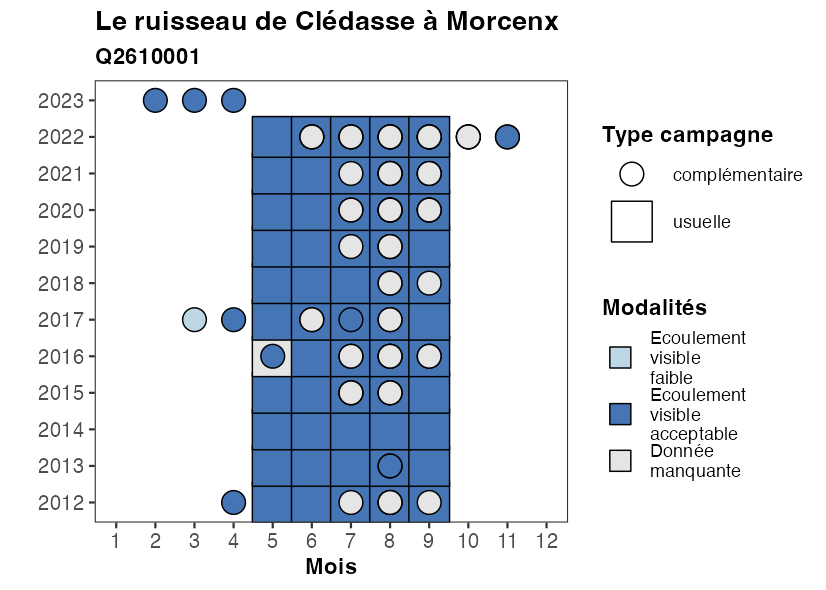 Le ruisseau de Clédasse à Morcenx
Q2610001
2023
2022
2021
2020
2019
2018
2017
2016
2015
2014
2013
2012
1 2 3 4 5 6 7 8 9 10 11 12
Mois
Type campagne
complémentaire
usuelle
Modalités
Ecoulement
visible
faible
Ecoulement
visible
acceptable
Donnée
manquante